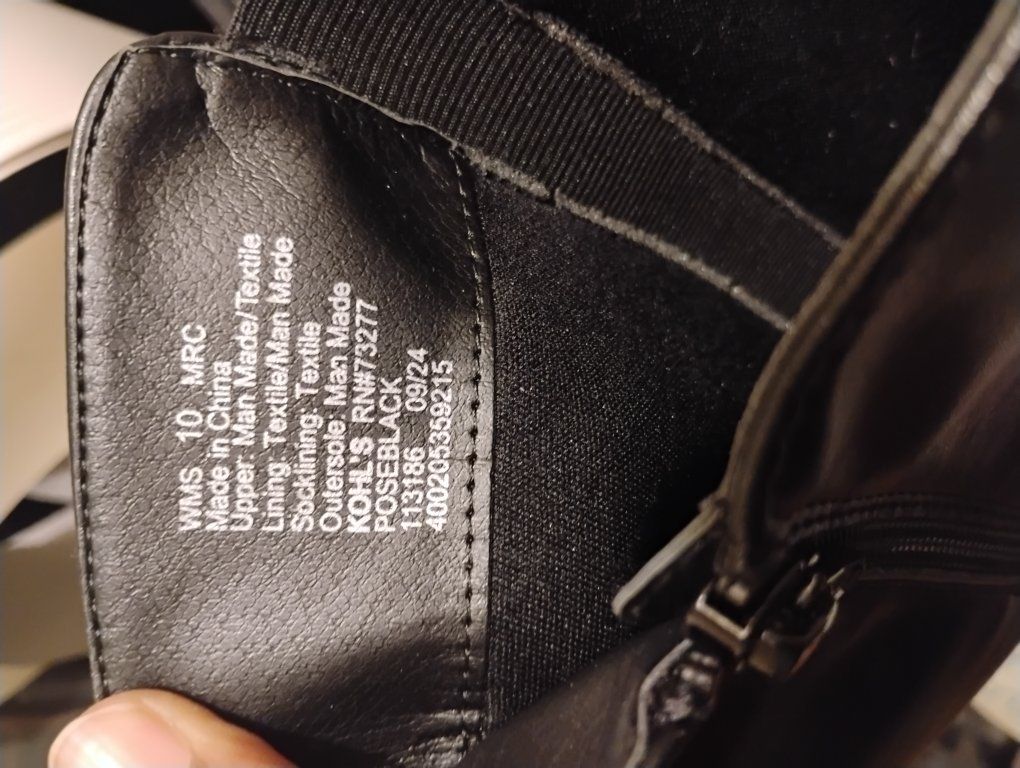 WMS 10 MRC
Made in China
Upper: Man Made/Textile
Lining: Textile/Man Made
Socklining: Textile
Outersole: Man Made
KOHL'S RN#73277
POSEBLACK
113186 09/24
400205359215